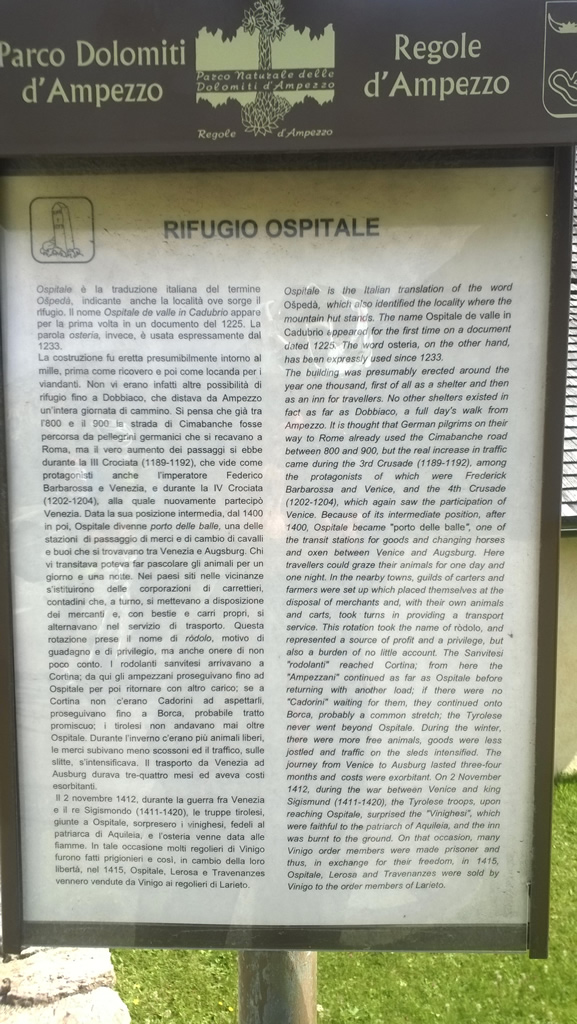 Parco Dolomiti
d'Ampezzo
Parco Naturale delle
Dolomiti d'Ampezzo
Regole d'Ampezzo
Regole
d'Ampezzo
RIFUGIO OSPITALE
Ospitale è la traduzione italiana del termine
Ošpedà, indicante anche la località ove sorge il
rifugio. Il nome Ospitale de valle in Cadubrio appare
per la prima volta in un documento del 1225. La
parola osteria, invece, è usata espressamente dal
1233.
La costruzione fu eretta presumibilmente intorno al
mille, prima come ricovero e poi come locanda per i
viandanti. Non vi erano infatti altre possibilità di
rifugio fino a Dobbiaco, che distava da Ampezzo
un'intera giornata di cammino. Si pensa che già tra
l'800 e il 900 la strada di Cimabanche fosse
percorsa da pellegrini germanici che si recavano a
Roma, ma il vero aumento dei passaggi si ebbe
durante la III Crociata (1189-1192), che vide come
protagonisti anche l'imperatore Federico
Barbarossa e Venezia, e durante la IV Crociata
(1202-1204), alla quale nuovamente partecipò
Venezia. Data la sua posizione intermedia, dal 1400
in poi, Ospitale divenne porto delle balle, una delle
stazioni di passaggio di merci e di cambio di cavalli
e buoi che si trovavano tra Venezia e Augsburg. Chi
vi transitava poteva far pascolare gli animali per un
giorno e una notte. Nei paesi siti nelle vicinanze
s'istituirono delle corporazioni di carrettieri,
contadini che, a turno, si mettevano a disposizione
dei mercanti e, con bestie e carri propri, si
alternavano nel servizio di trasporto. Questa
rotazione prese il nome di ròdolo, motivo di
guadagno e di privilegio, ma anche onere di non
poco conto. I rodolanti sanvitesi arrivavano a
Cortina; da qui gli ampezzani proseguivano fino ad
Ospitale per poi ritornare con altro carico; se a
Cortina non c'erano Cadorini ad aspettarli,
proseguivano fino a Borca, probabile tratto
promiscuo; i tirolesi non andavano mai oltre
Ospitale. Durante l'inverno c'erano più animali liberi,
le merci subivano meno scossoni ed il traffico, sulle
slitte, s'intensificava. Il trasporto da Venezia ad
Ausburg durava tre-quattro mesi ed aveva costi
esorbitanti.
Il 2 novembre 1412, durante la guerra fra Venezia
e il re Sigismondo (1411-1420), le truppe tirolesi,
giunte a Ospitale, sorpresero i vinighesi, fedeli al
patriarca di Aquileia, e l'osteria venne data alle
fiamme. In tale occasione molti regolieri di Vinigo
furono fatti prigionieri e così, in cambio della loro
libertà, nel 1415, Ospitale, Lerosa e Travenanzes
vennero vendute da Vinigo ai regolieri di Larieto.
Ospitale is the Italian translation of the word
Ošpedà, which also identified the locality where the
mountain hut stands. The name Ospitale de valle in
Cadubrio appeared for the first time on a document
dated 1225. The word osteria, on the other hand,
has been expressly used since 1233.
The building was presumably erected around the
year one thousand, first of all as a shelter and then
as an inn for travellers. No other shelters existed in
fact as far as Dobbiaco, a full day's walk from
Ampezzo. It is thought that German pilgrims on their
way to Rome already used the Cimabanche road
between 800 and 900, but the real increase in traffic
came during the 3rd Crusade (1189-1192), among
the protagonists of which were Frederick
Barbarossa and Venice, and the 4th Crusade
(1202-1204), which again saw the participation of
Venice. Because of its intermediate position, after
1400, Ospitale became "porto delle balle", one of
the transit stations for goods and changing horses
and oxen between Venice and Augsburg. Here
travellers could graze their animals for one day and
one night. In the nearby towns, guilds of carters and
farmers were set up which placed themselves at the
disposal of merchants and, with their own animals
and carts, took turns in providing a transport
service. This rotation took the name of ròdolo, and
represented a source of profit and a privilege, but
also a burden of no little account. The Sanvitesi
"rodolanti" reached Cortina; from here the
"Ampezzani" continued as far as Ospitale before
returning with another load; if there were no
"Cadorini" waiting for them, they continued onto
Borca, probably a common stretch; the Tyrolese
never went beyond Ospitale. During the winter,
there were more free animals, goods were less
jostled and traffic on the sleds intensified. The
journey from Venice to Ausburg lasted three-four
months and costs were exorbitant. On 2 November
1412, during the war between Venice and king
Sigismund (1411-1420), the Tyrolese troops, upon
reaching Ospitale, surprised the "Vinighesi", which
were faithful to the patriarch of Aquileia, and the inn
was burnt to the ground. On that occasion, many
Vinigo order members were made prisoner and
thus, in exchange for their freedom, in 1415,
Ospitale, Lerosa and Travenanzes were sold by
Vinigo to the order members of Larieto.